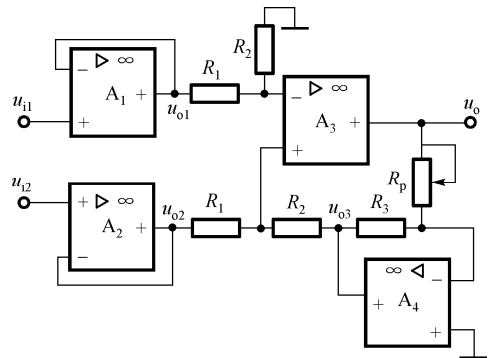 R₂
− ▷ ∞
R₁
uᵢ₁
A₁ +
uₒ₁
+
− ▷ ∞
A₃ +
uₒ
+
Rₚ
uᵢ₂
+ ▷ ∞
A₂ +
−
uₒ₂
R₁
R₂
uₒ₃
R₃
∞ ◁ −
+ A₄
+